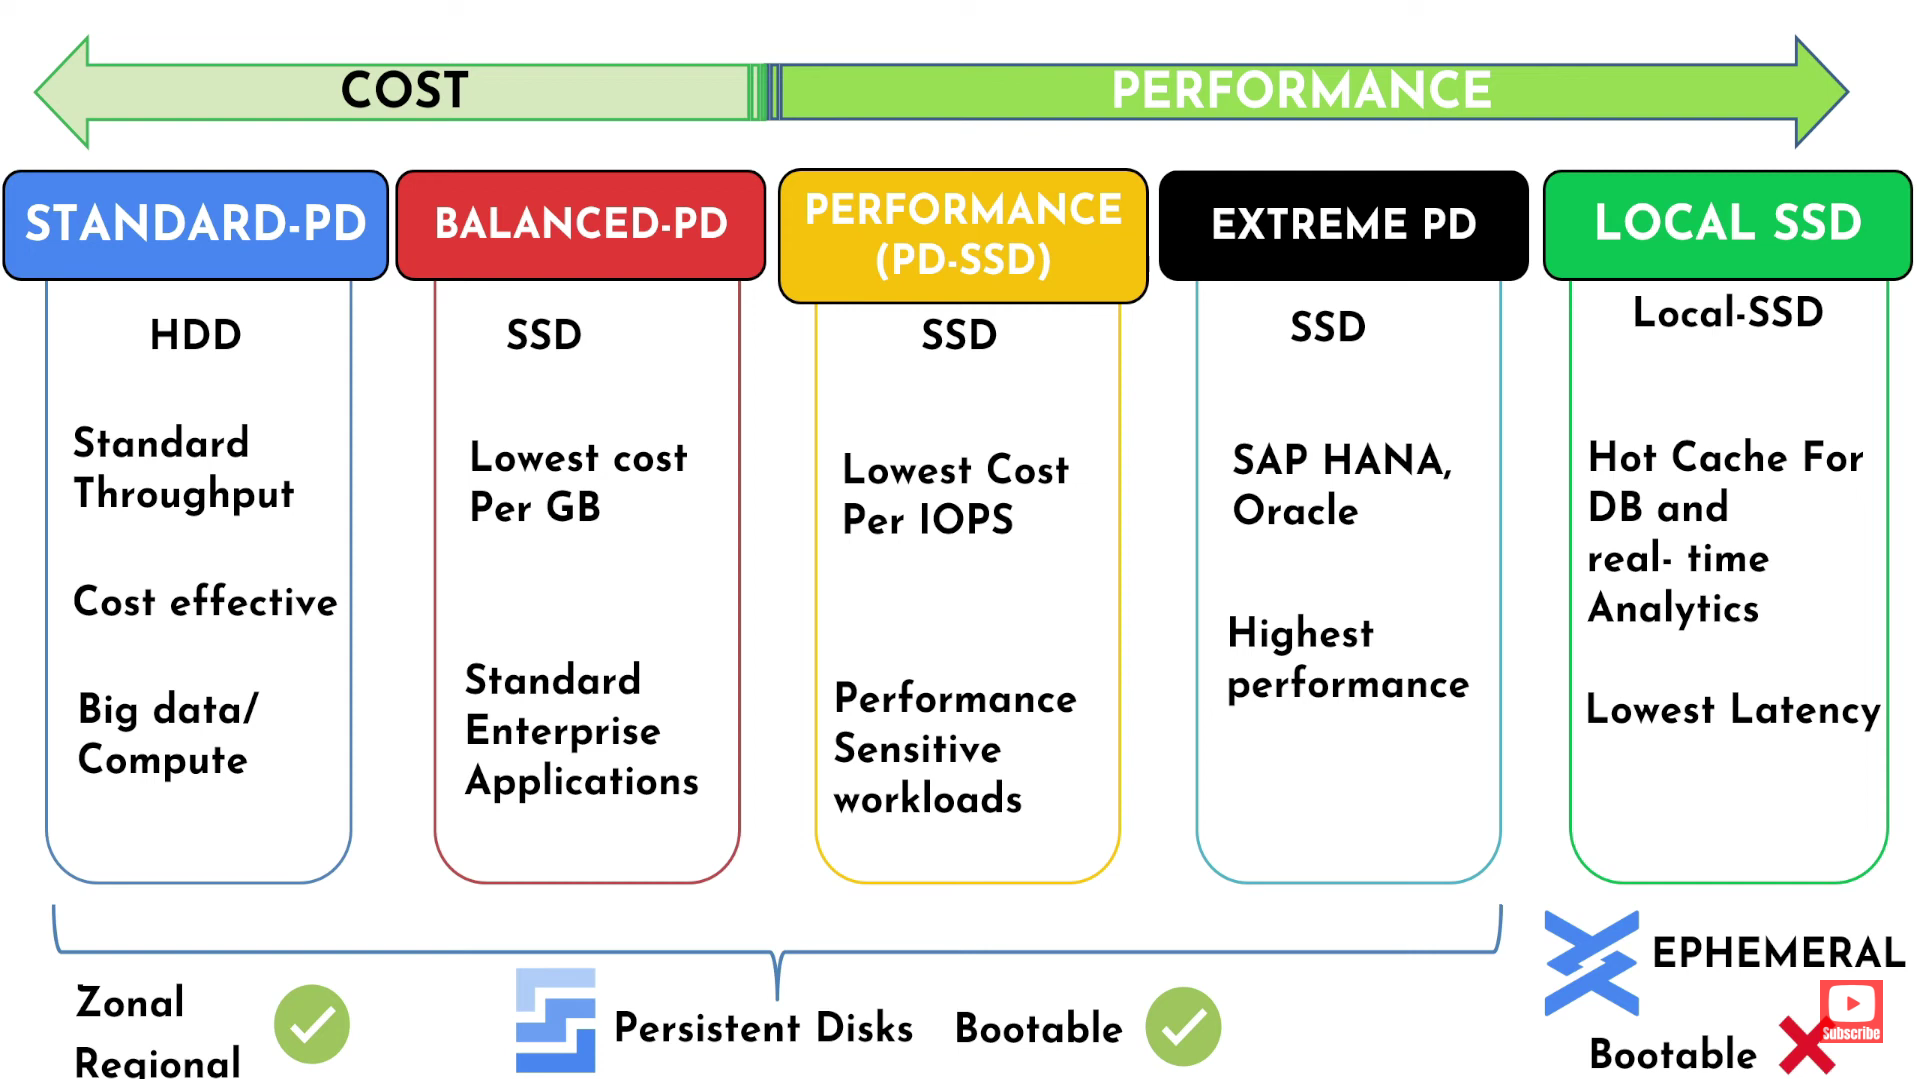 COST
PERFORMANCE
STANDARD-PD
HDD
Standard
Throughput
Cost effective
Big data/
Compute
BALANCED-PD
SSD
Lowest cost
Per GB
Standard
Enterprise
Applications
PERFORMANCE
(PD-SSD)
SSD
Lowest Cost
Per IOPS
Performance
Sensitive
workloads
EXTREME PD
SSD
SAP HANA,
Oracle
Highest
performance
LOCAL SSD
Local-SSD
Hot Cache For
DB and
real- time
Analytics
Lowest Latency
Zonal
Regional
Persistent Disks
Bootable
EPHEMERAL
Bootable
Subscribe